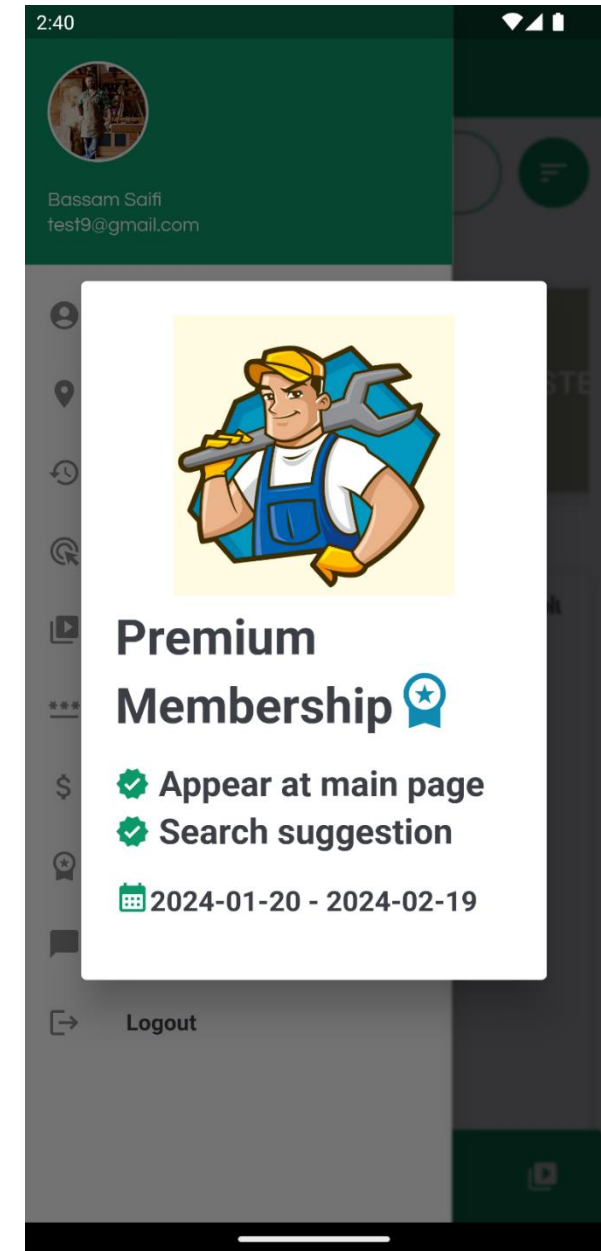 2:40
Bassam Saifi
test9@gmail.com
STE
Premium
Membership
Appear at main page
Search suggestion
2024-01-20 - 2024-02-19
Logout